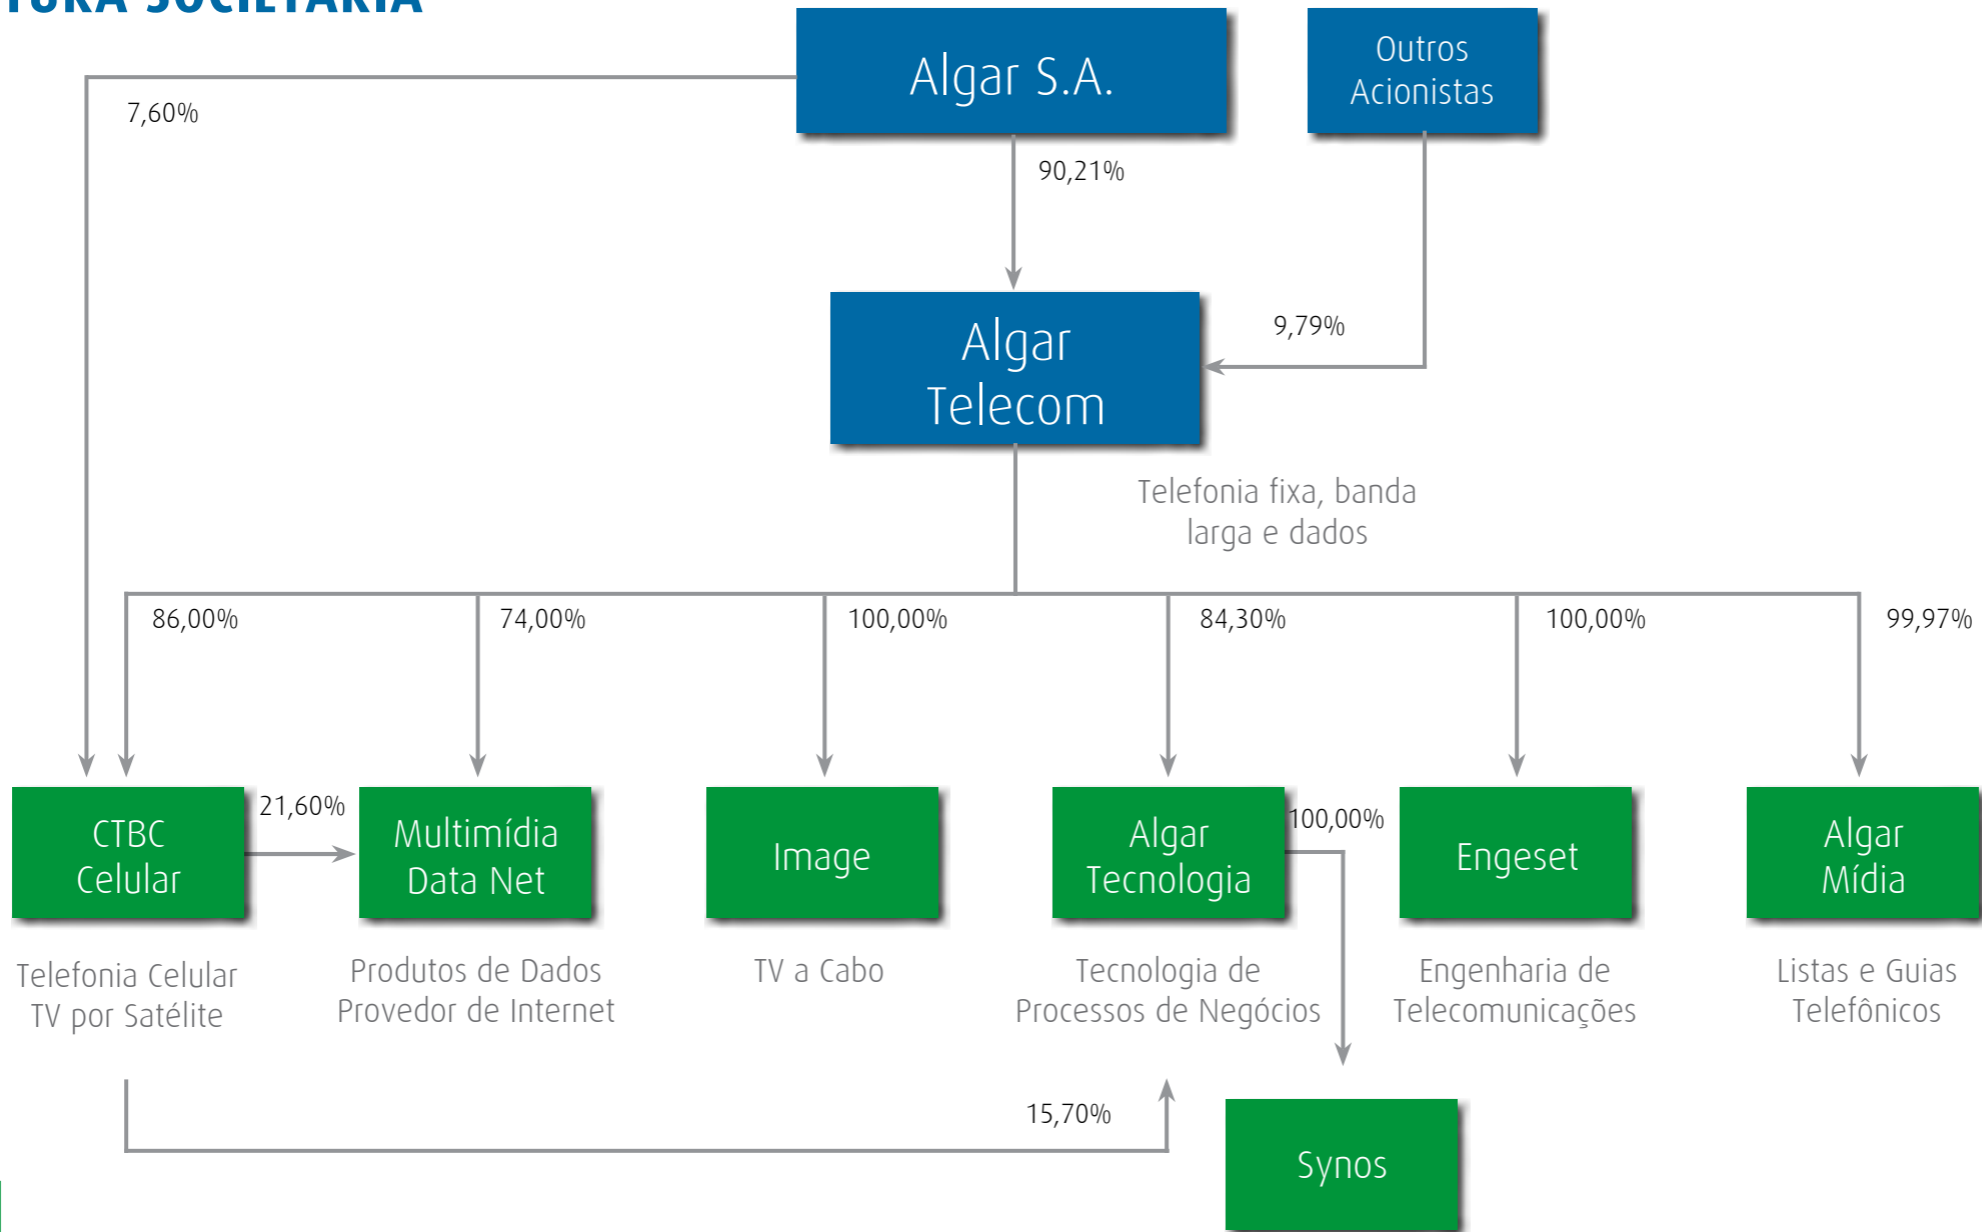 TURA SOCIETÁRIA
Algar S.A.
Outros
Acionistas
7,60%
90,21%
9,79%
Algar
Telecom
Telefonia fixa, banda
larga e dados
86,00%
74,00%
100,00%
84,30%
100,00%
99,97%
CTBC
Celular
21,60%
Multimídia
Data Net
Image
Algar
Tecnologia
100,00%
Engeset
Algar
Mídia
Telefonia Celular
TV por Satélite
Produtos de Dados
Provedor de Internet
TV a Cabo
Tecnologia de
Processos de Negócios
Engenharia de
Telecomunicações
Listas e Guias
Telefônicos
15,70%
Synos